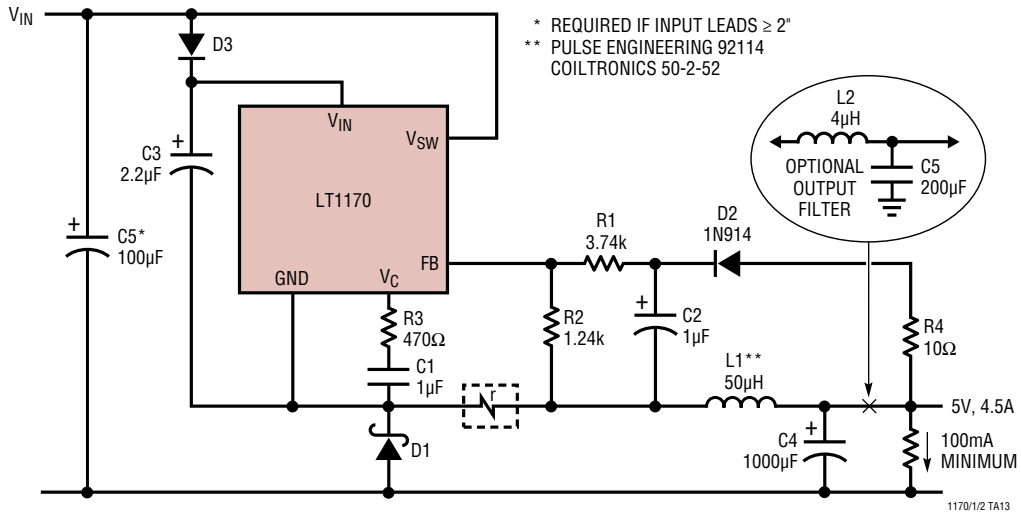 V_IN
D3
* REQUIRED IF INPUT LEADS ≥ 2"
** PULSE ENGINEERING 92114
COILTRONICS 50-2-52
V_IN
V_SW
LT1170
GND
V_C
FB
+
C3
2.2µF
+
C5*
100µF
L2
4µH
OPTIONAL
OUTPUT
FILTER
C5
200µF
R1
3.74k
D2
1N914
R3
470Ω
C1
1µF
R2
1.24k
+
C2
1µF
R4
10Ω
L1**
50µH
r
D1
+
C4
1000µF
5V, 4.5A
100mA
MINIMUM
1170/1/2 TA13